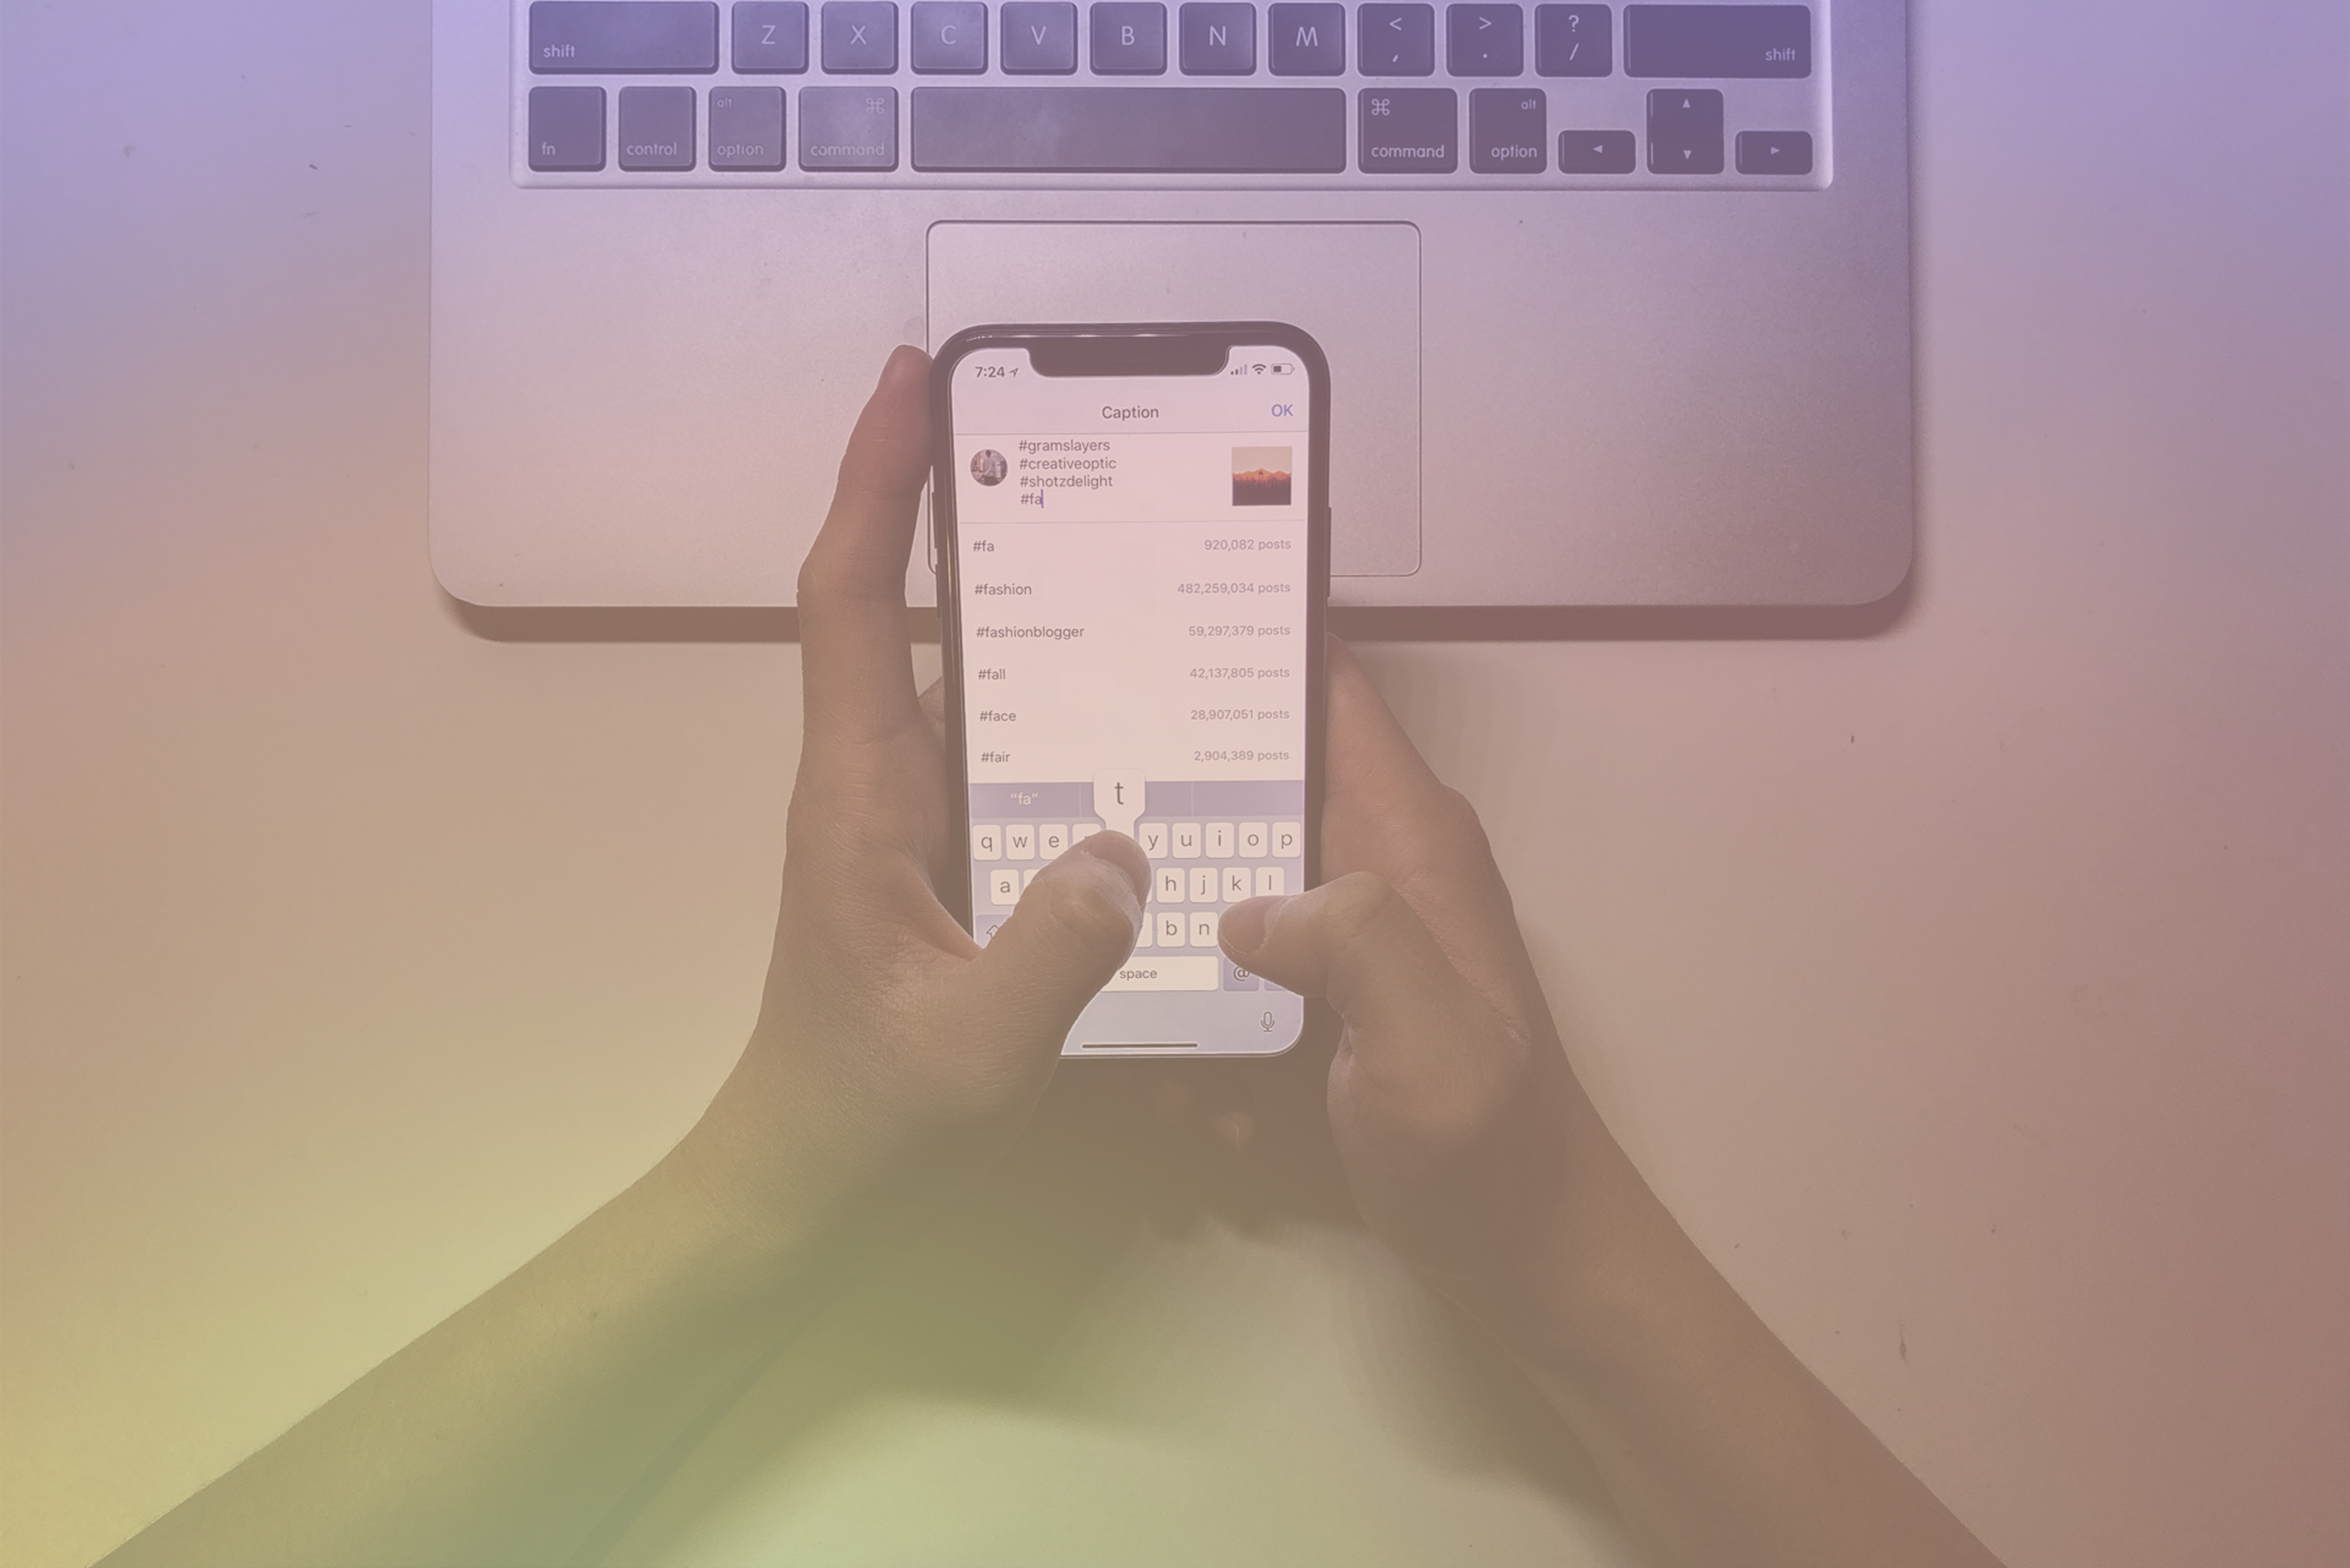 shift Z X C V B N M < , > . ? / shift
fn control alt option ⌘ command ⌘ command alt option ◄ ▲ ▼ ►
7:24
Caption OK
#gramslayers
#creativeoptic
#shotzdelight
#fa
#fa 920,082 posts
#fashion 482,259,034 posts
#fashionblogger 59,297,379 posts
#fall 42,137,805 posts
#face 28,907,051 posts
#fair 2,904,389 posts
"fa" t
q w e y u i o p
a h j k l
b n
space @